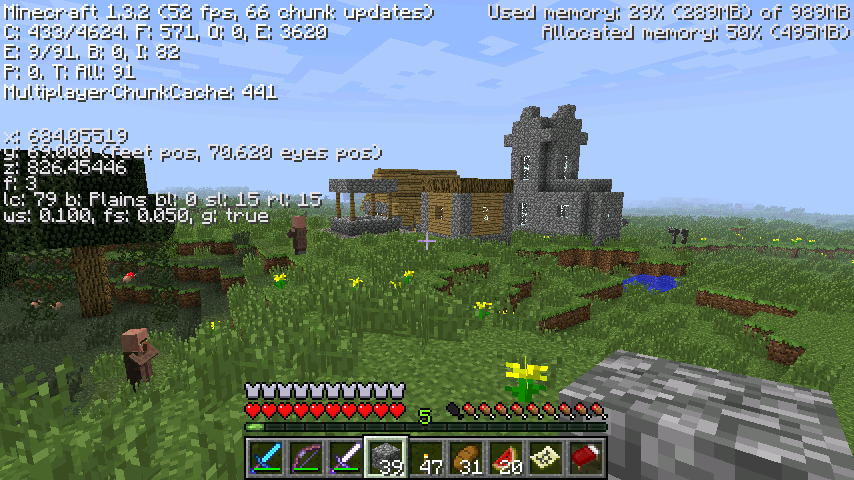 Minecraft 1.3.2 (52 fps, 66 chunk updates)
Used memory: 29% (289MB) of 989MB
C: 433/4624, F: 571, O: 0, E: 3620
Allocated memory: 50% (495MB)
E: 9/91, B: 0, I: 82
P: 0, T: All: 91
MultiplayerChunkCache: 441
x: 684.05519
y: 69.000 (feet pos, 70.620 eyes pos)
z: 826.45446
f: 3
lc: 79 b: Plains bl: 0 sl: 15 rl: 15
ws: 0.100, fs: 0.050, g: true
5
39 47 31 20